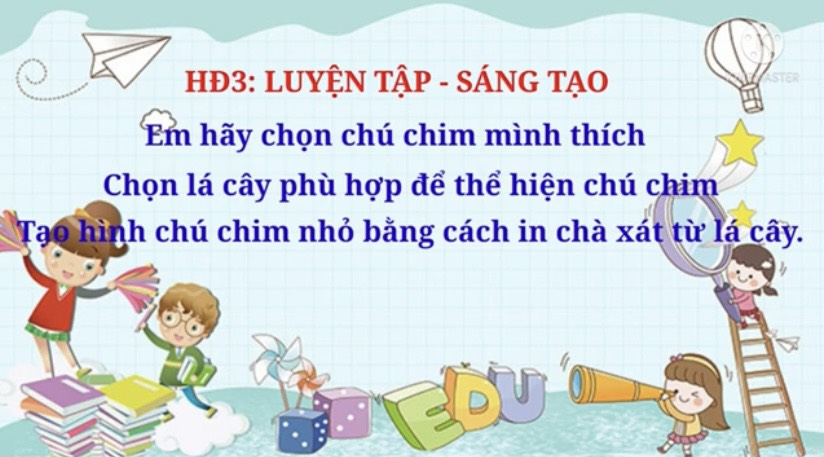 HĐ3: LUYỆN TẬP - SÁNG TẠO
Em hãy chọn chú chim mình thích
Chọn lá cây phù hợp để thể hiện chú chim
Tạo hình chú chim nhỏ bằng cách in chà xát từ lá cây.
EDU